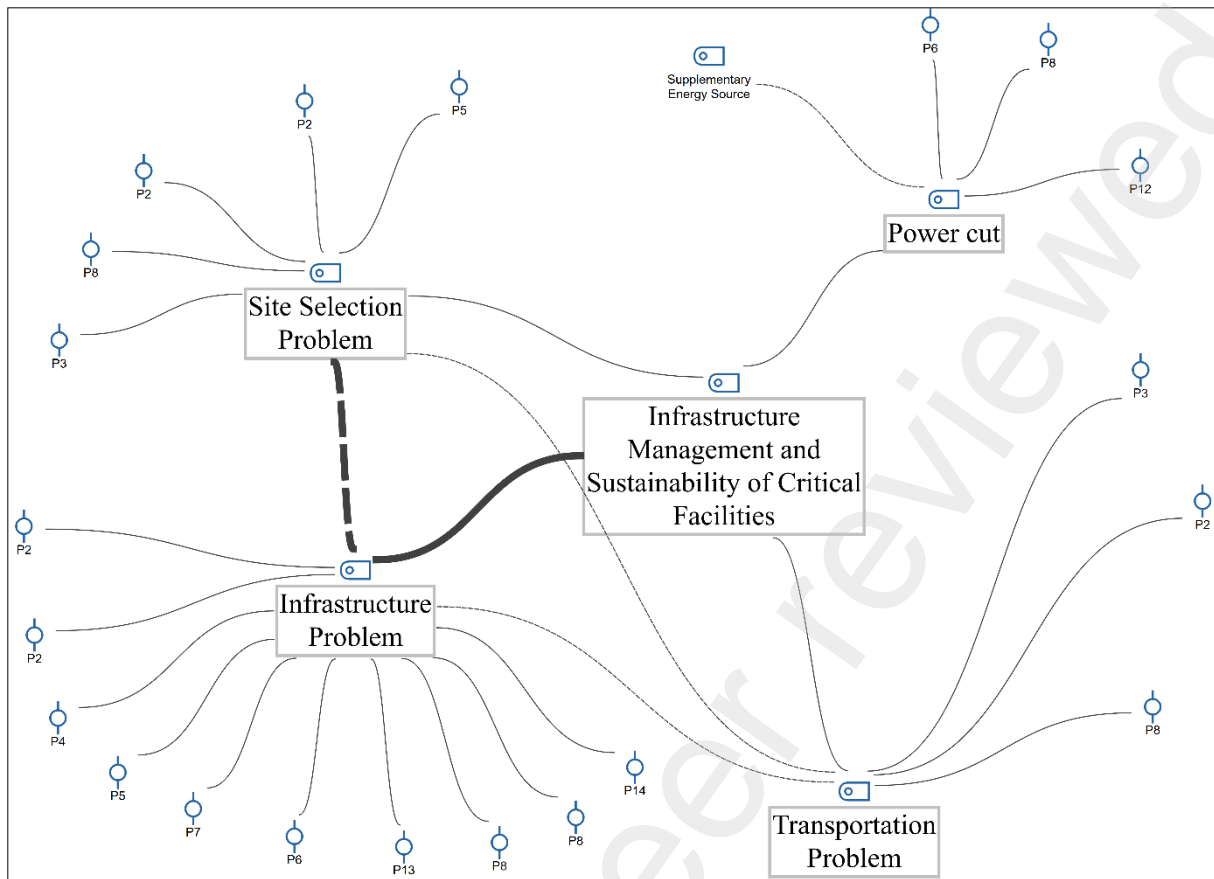 P6
P8
Supplementary
Energy Source
P5
P2
P2
P12
Power cut
P8
Site Selection
Problem
P3
P3
Infrastructure
Management and
Sustainability of Critical
Facilities
P2
P2
Infrastructure
Problem
P2
P4
P8
P5
P14
P7
P8
P6
P13
P8
Transportation
Problem
eer reviewed